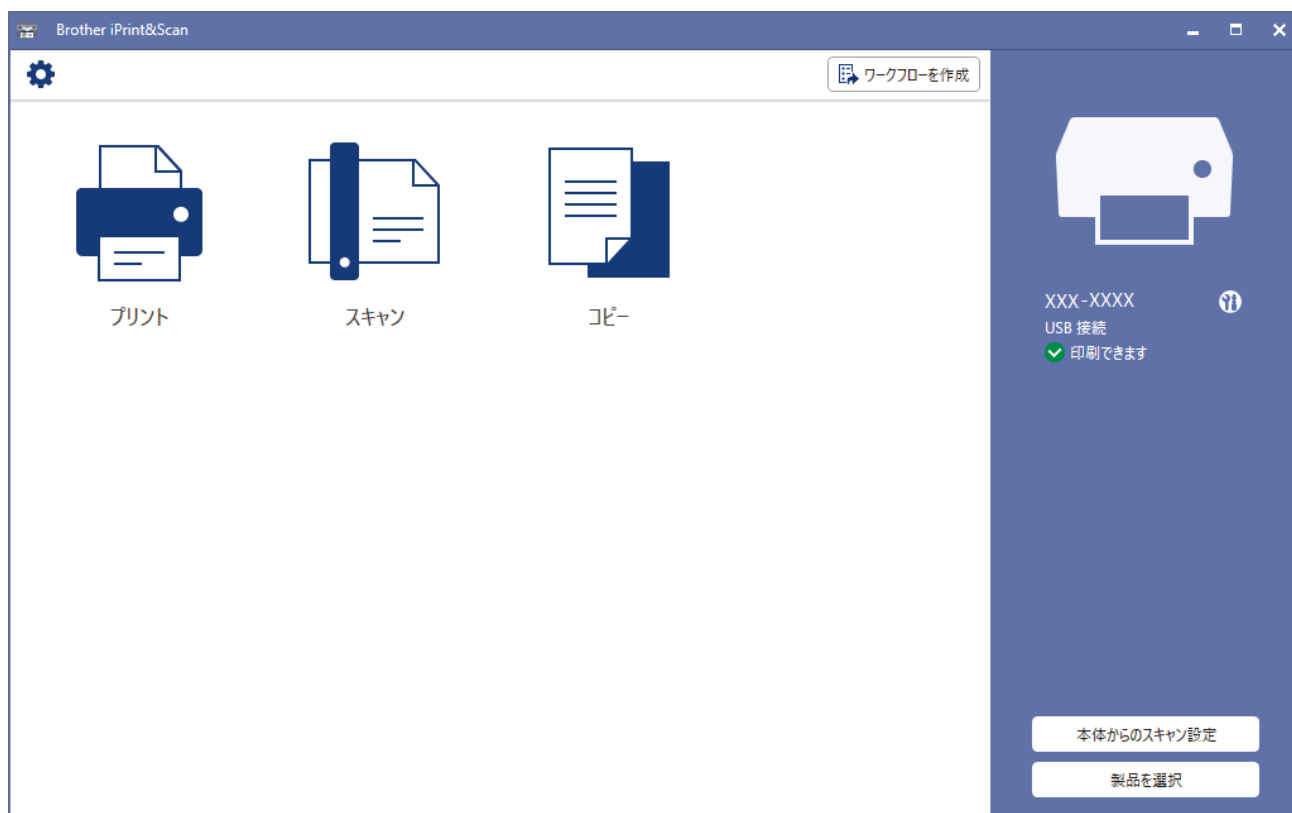 Brother iPrint&Scan
ワークフローを作成
プリント
スキャン
コピー
XXX-XXXX
USB 接続
印刷できます
本体からのスキャン設定
製品を選択